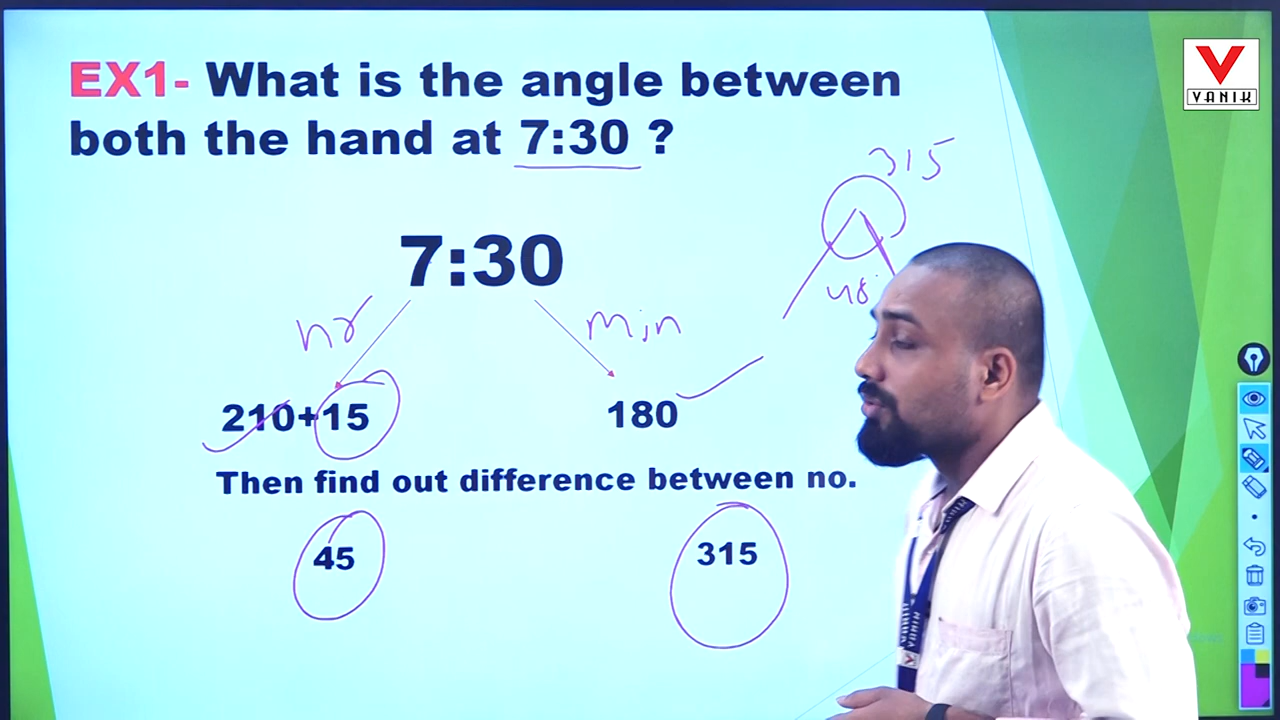 EX1- What is the angle between
both the hand at 7:30 ?
VANIK
315
7:30
hr
min
210+15
180
Then find out difference between no.
45
315